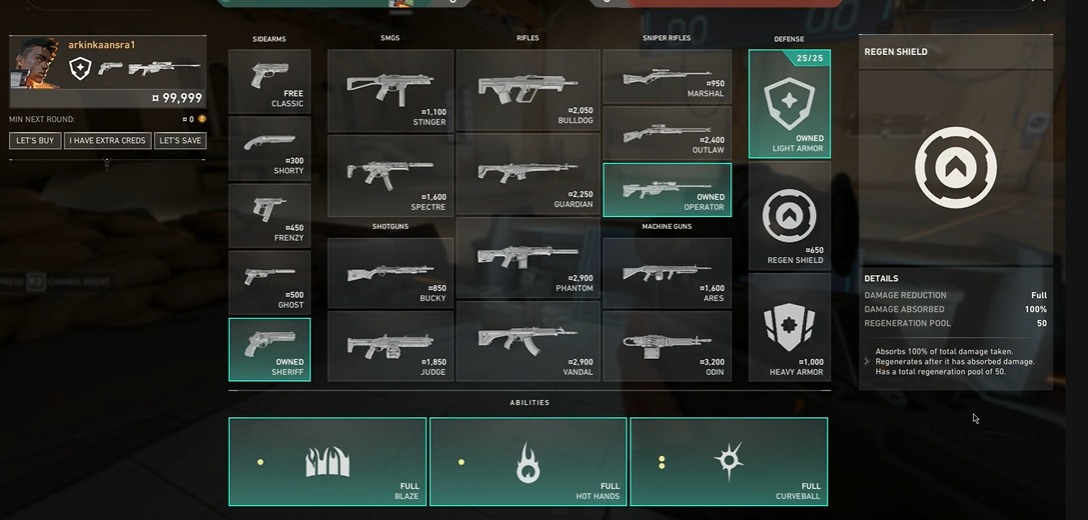 arkinkaansra1
¤ 99,999
MIN NEXT ROUND: ¤ 0
LET'S BUY
I HAVE EXTRA CREDS
LET'S SAVE
SIDEARMS
FREE
CLASSIC
¤300
SHORTY
¤450
FRENZY
¤500
GHOST
OWNED
SHERIFF
SMGS
¤1,100
STINGER
¤1,600
SPECTRE
SHOTGUNS
¤850
BUCKY
¤1,850
JUDGE
RIFLES
¤2,050
BULLDOG
¤2,250
GUARDIAN
¤2,900
PHANTOM
¤2,900
VANDAL
SNIPER RIFLES
¤950
MARSHAL
¤2,400
OUTLAW
OWNED
OPERATOR
MACHINE GUNS
¤1,600
ARES
¤3,200
ODIN
DEFENSE
25/25
OWNED
LIGHT ARMOR
¤650
REGEN SHIELD
¤1,000
HEAVY ARMOR
REGEN SHIELD
DETAILS
DAMAGE REDUCTION Full
DAMAGE ABSORBED 100%
REGENERATION POOL 50
Absorbs 100% of total damage taken.
Regenerates after it has absorbed damage.
Has a total regeneration pool of 50.
PRESS F2 CHANGE AGENT
ABILITIES
FULL
BLAZE
FULL
HOT HANDS
FULL
CURVEBALL